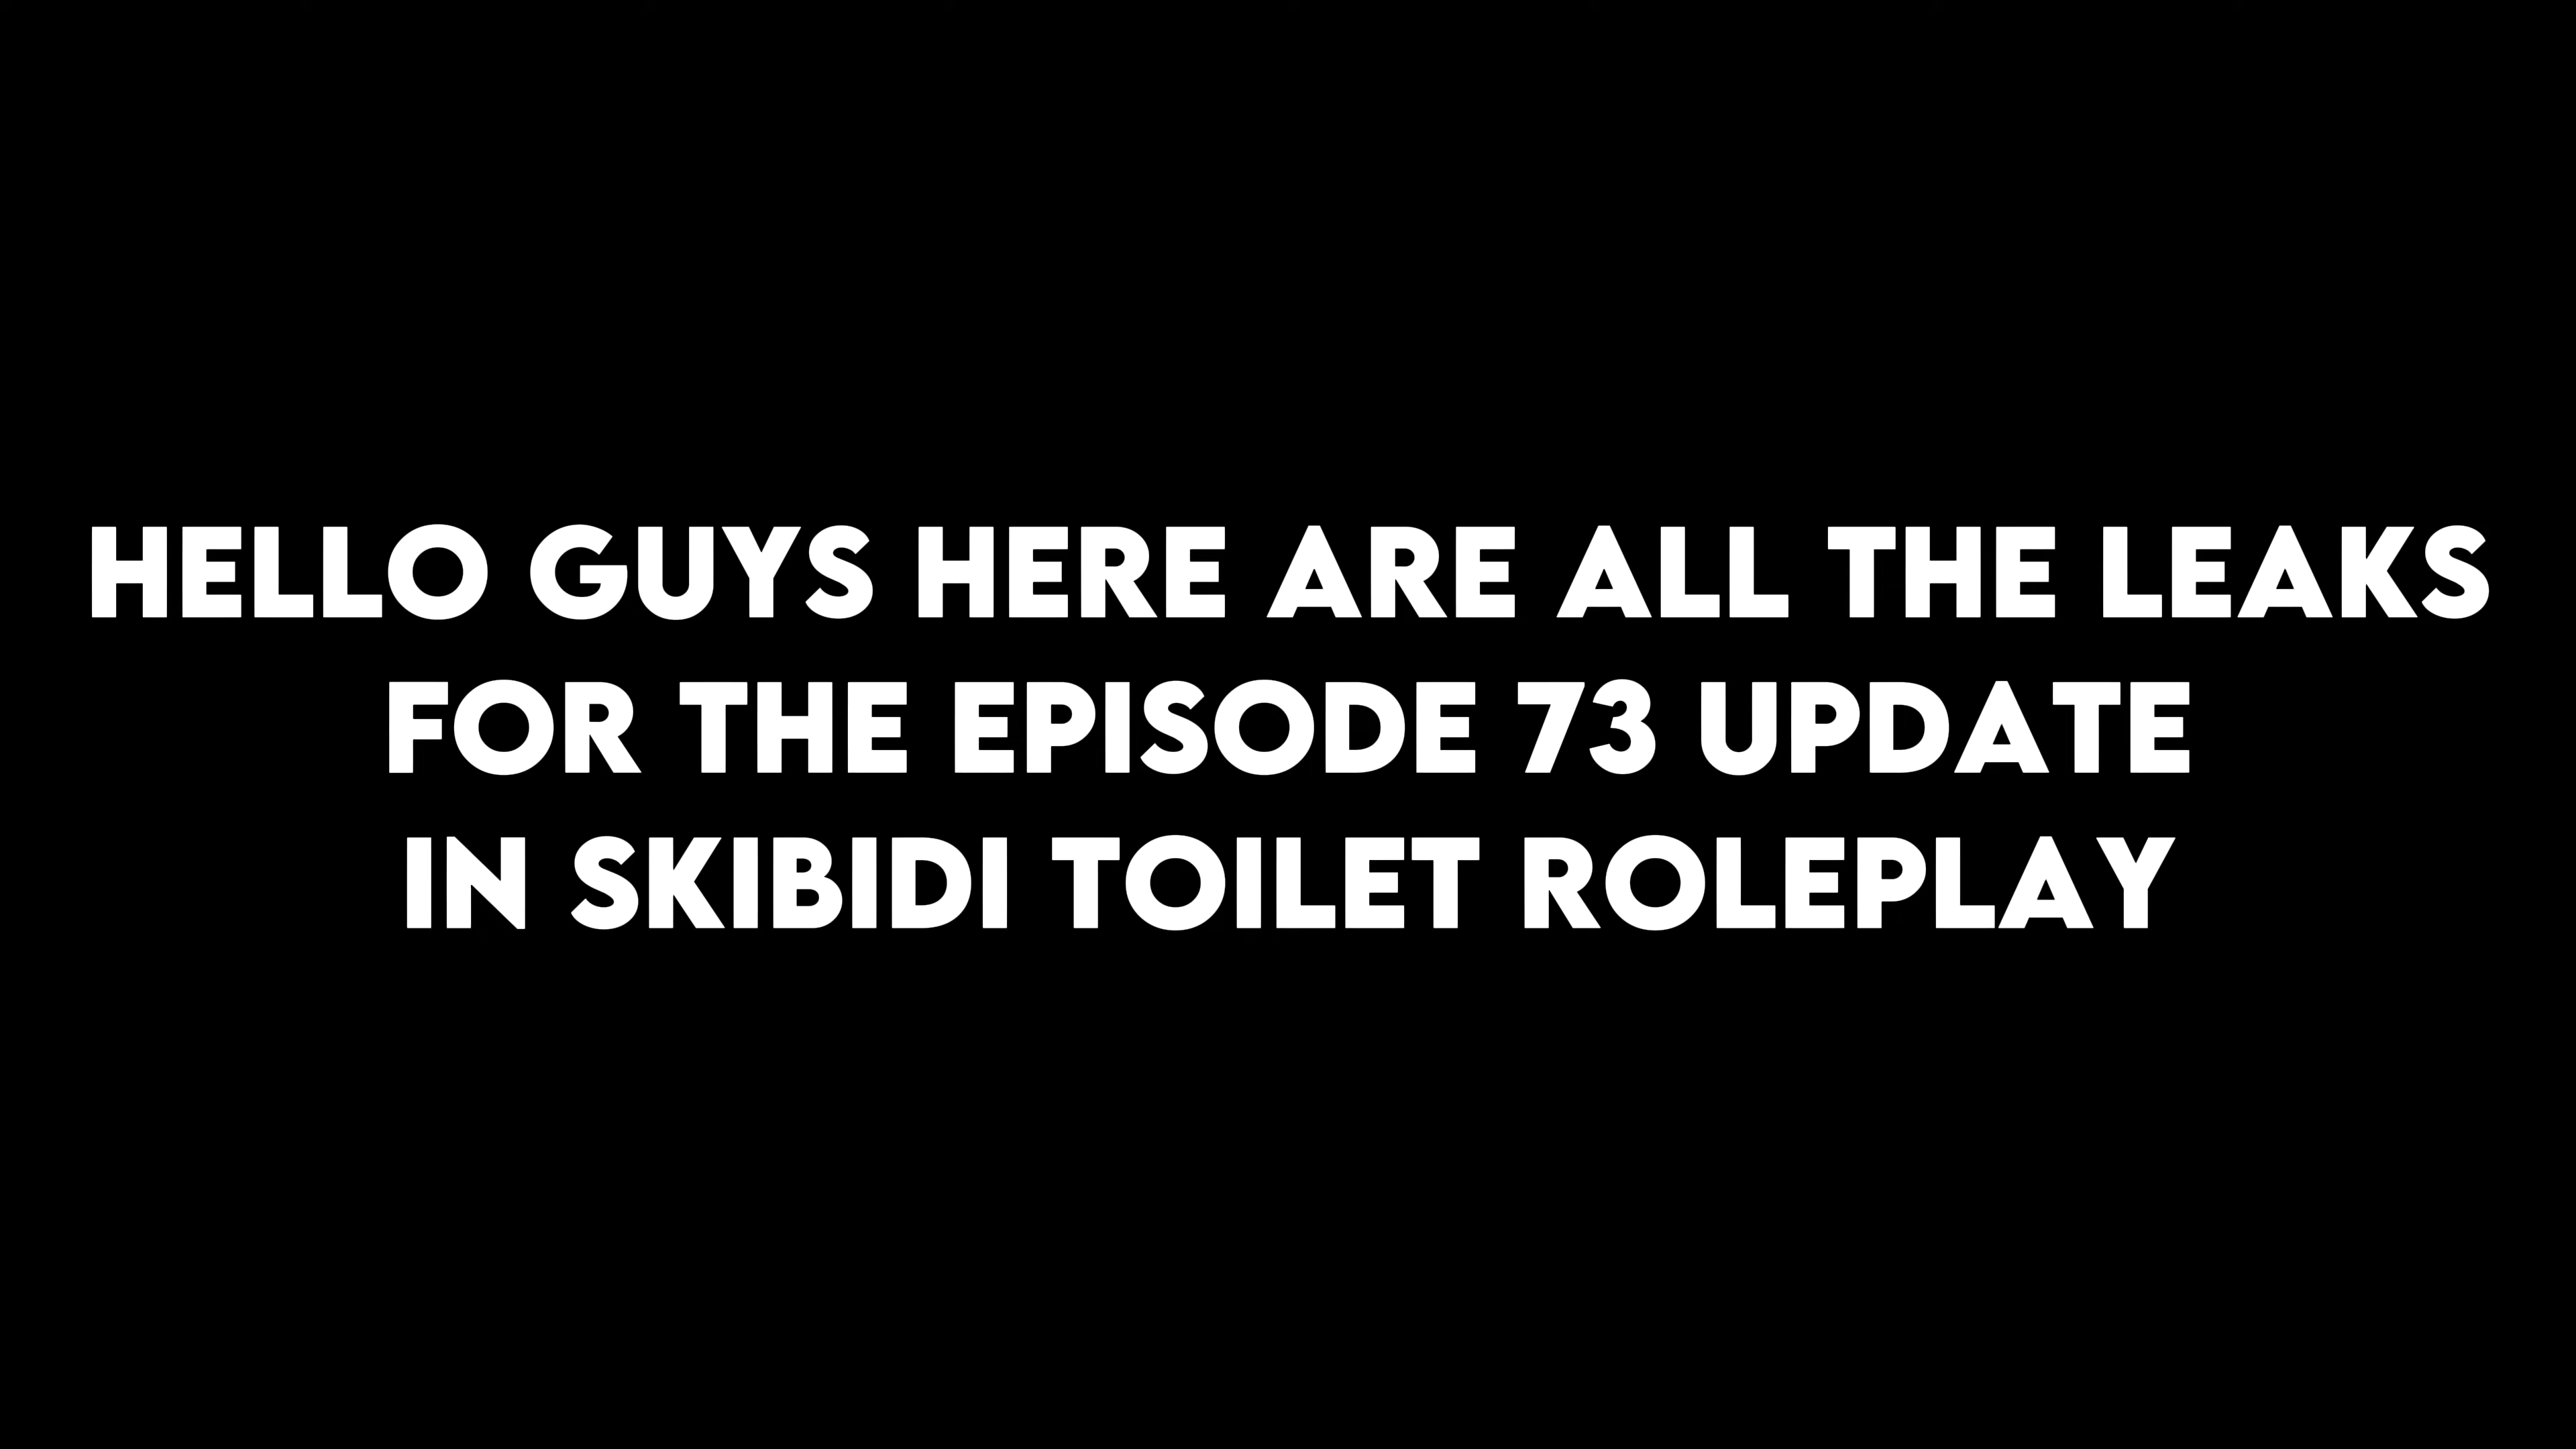 HELLO GUYS HERE ARE ALL THE LEAKS
FOR THE EPISODE 73 UPDATE
IN SKIBIDI TOILET ROLEPLAY